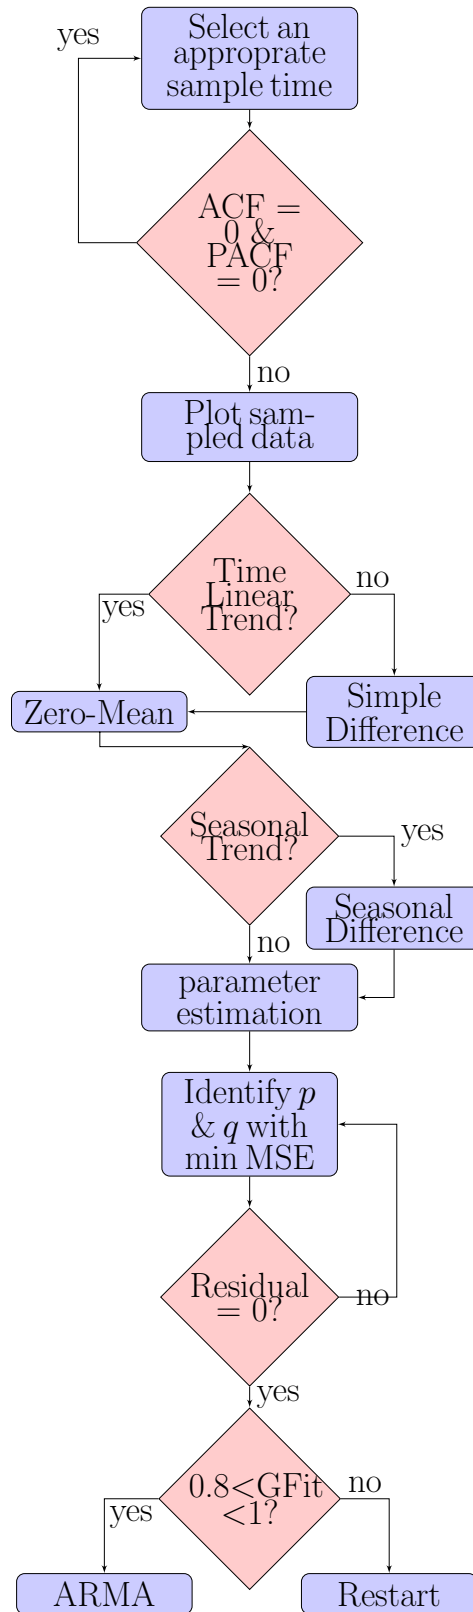 yes
Select an
approprate
sample time
ACF =
0 &
PACF
= 0?
no
Plot sam-
pled data
Time
Linear
Trend?
yes
no
Zero-Mean
Simple
Difference
Seasonal
Trend?
yes
Seasonal
Difference
no
parameter
estimation
Identify p
& q with
min MSE
Residual
= 0?
no
yes
0.8<GFit
<1?
yes
no
ARMA
Restart